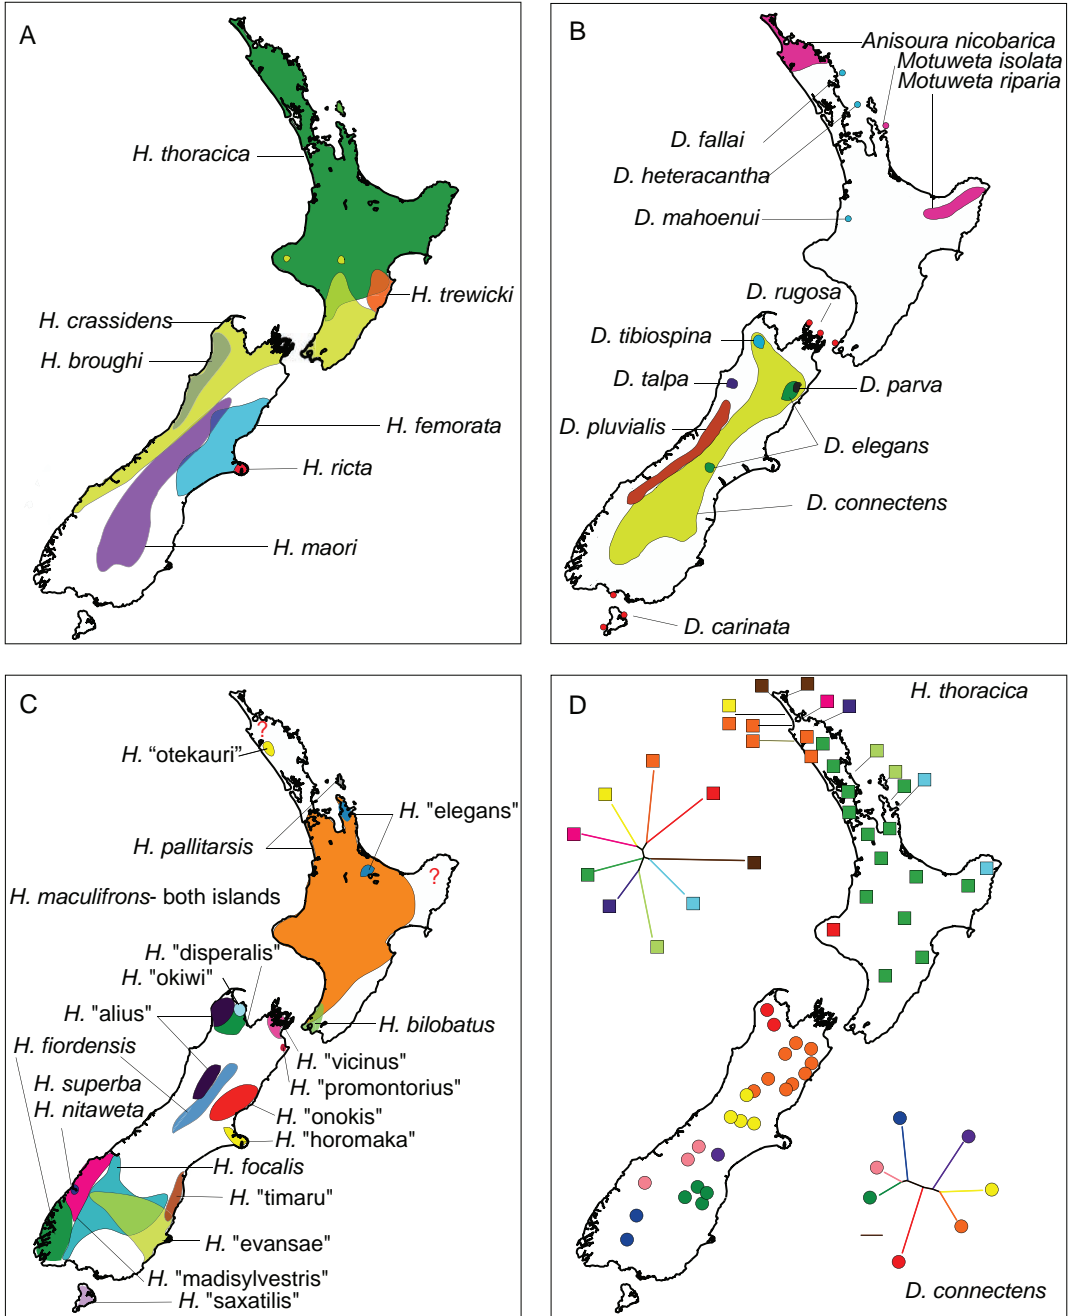 A
H. thoracica
H. trewicki
H. crassidens
H. broughi
H. femorata
H. ricta
H. maori
B
Anisoura nicobarica
Motuweta isolata
Motuweta riparia
D. fallai
D. heteracantha
D. mahoenui
D. rugosa
D. tibiospina
D. talpa
D. parva
D. pluvialis
D. elegans
D. connectens
D. carinata
C
?
H. "otekauri"
H. "elegans"
H. pallitarsis
?
H. maculifrons- both islands
H. "disperalis"
H. "okiwi"
H. "alius"
H. bilobatus
H. fiordensis
H. "vicinus"
H. superba
H. "promontorius"
H. nitaweta
H. "onokis"
H. "horomaka"
H. focalis
H. "timaru"
H. "evansae"
H. "madisylvestris"
H. "saxatilis"
D
H. thoracica
D. connectens